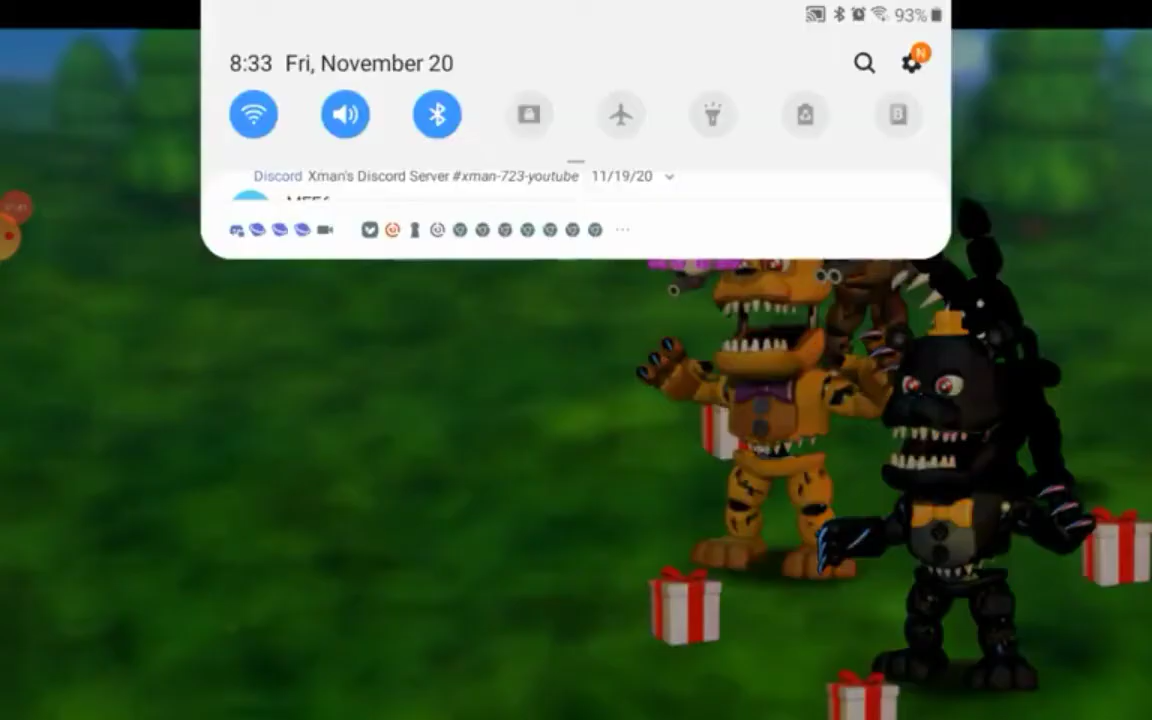 93%
8:33 Fri, November 20
N
Discord Xman's Discord Server #xman-723-youtube 11/19/20